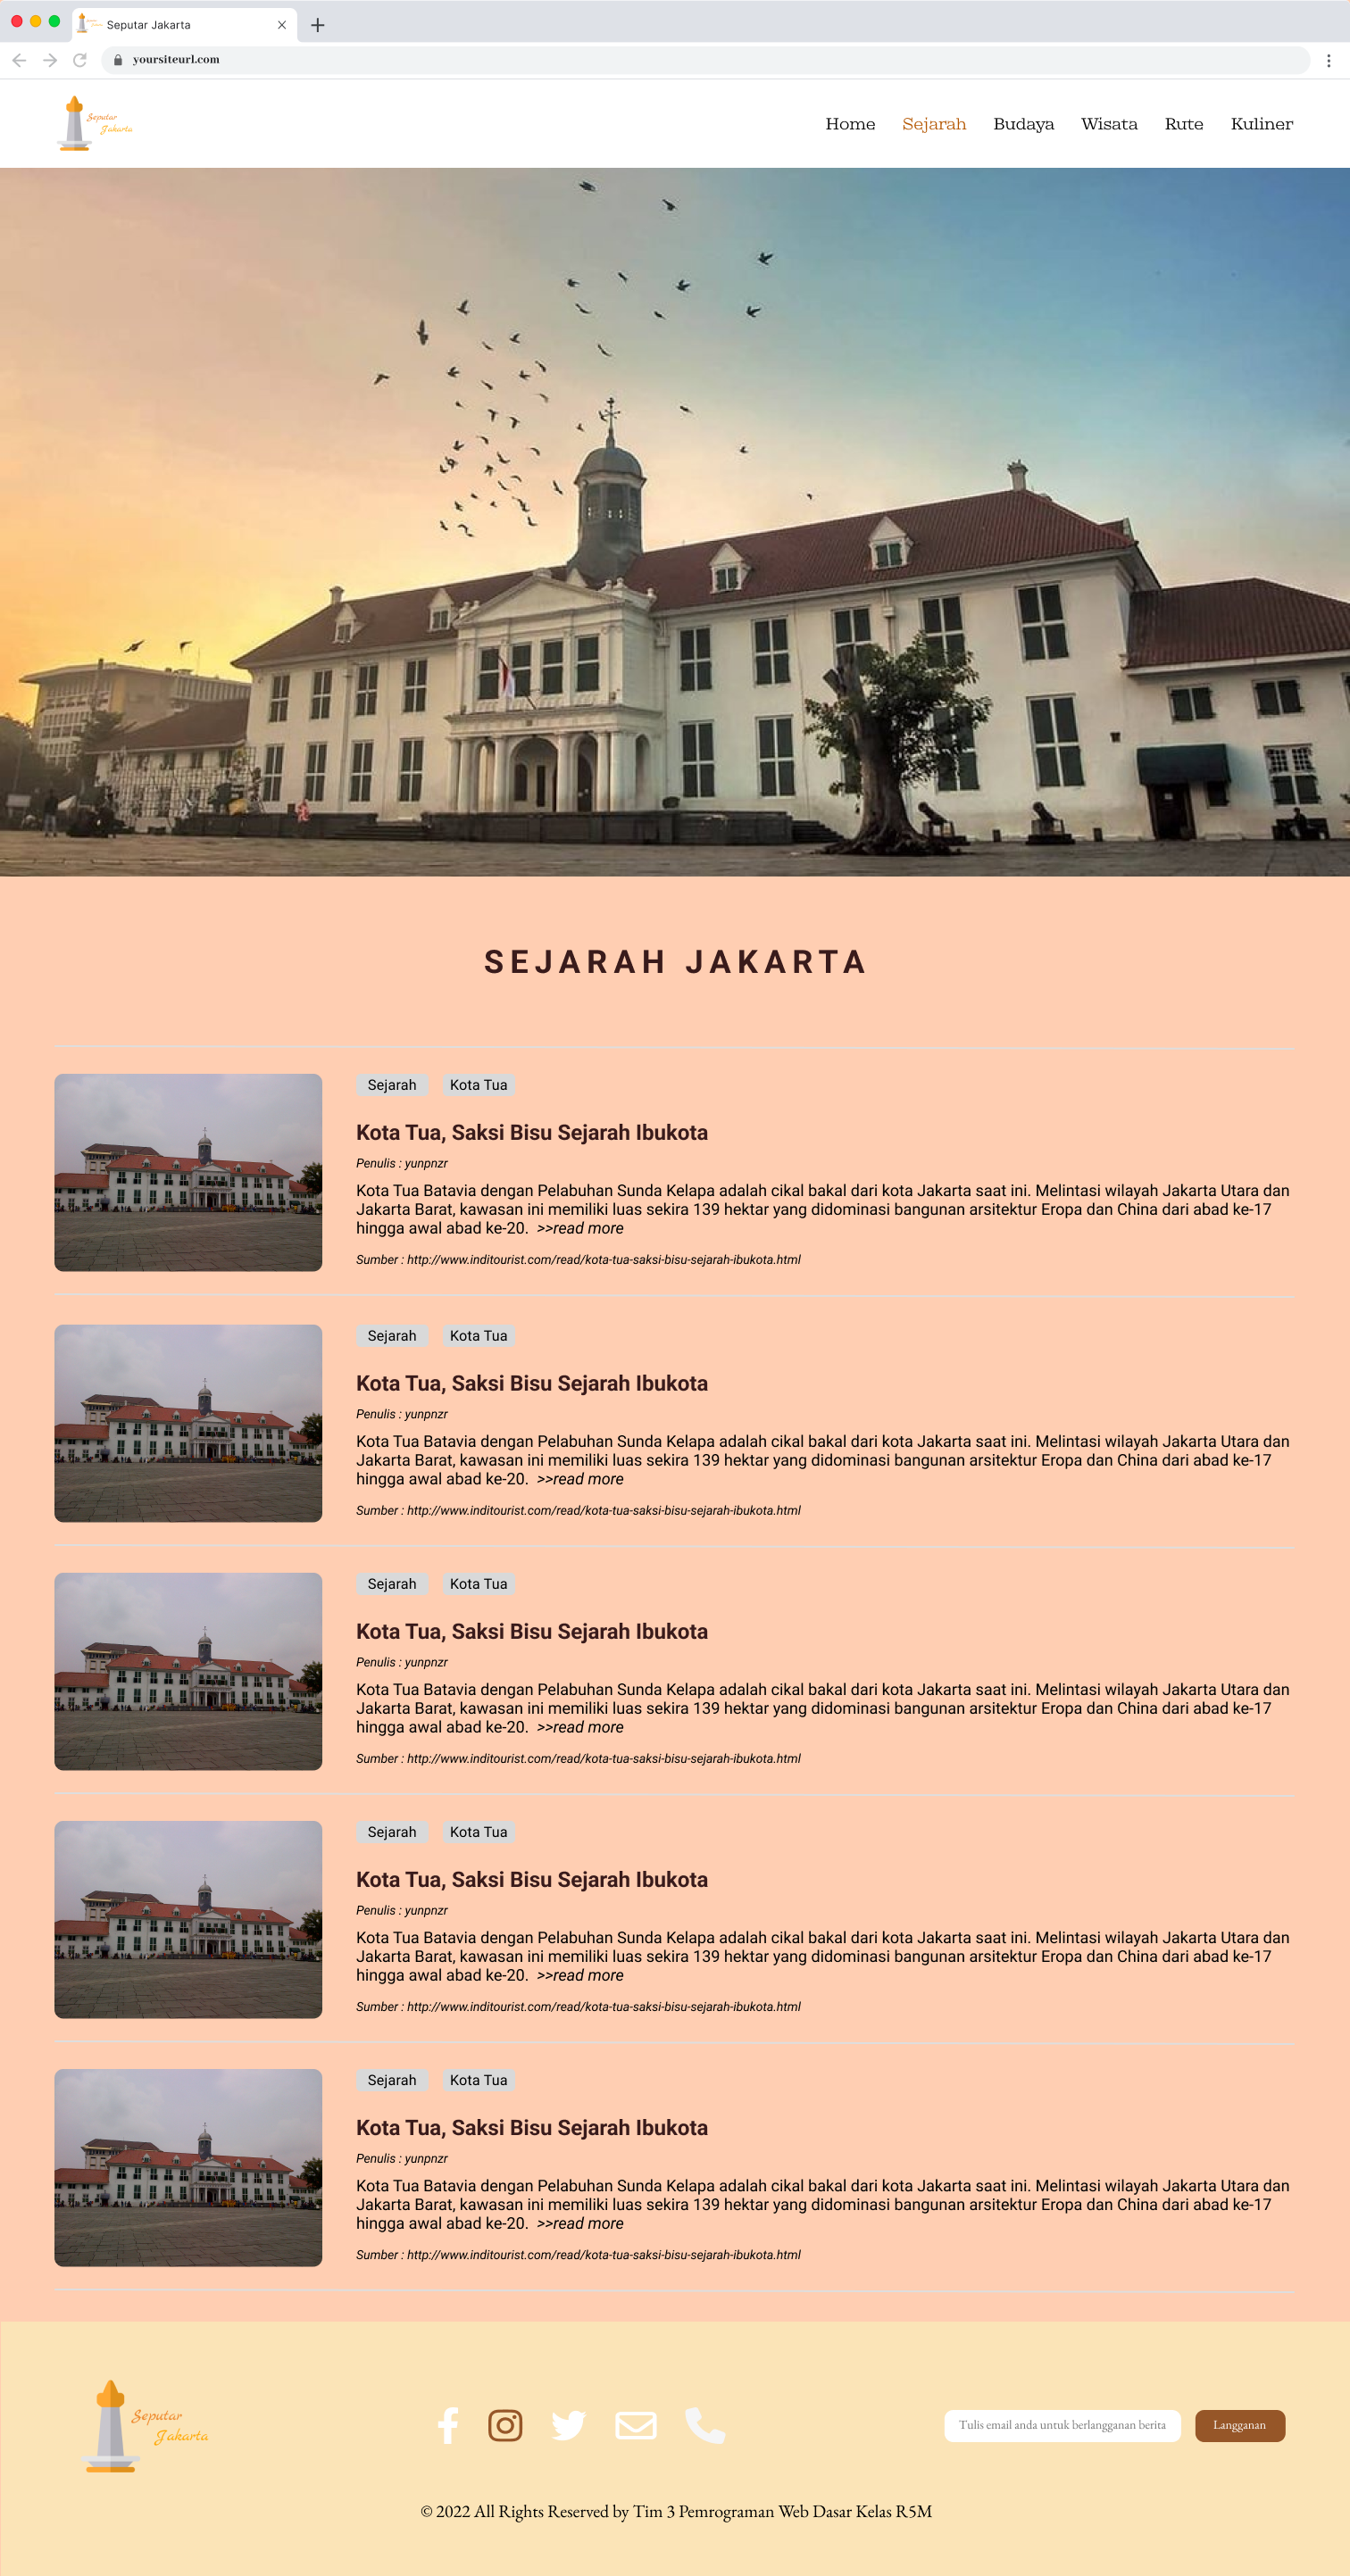 Seputar Jakarta
yoursiteurl.com
Seputar
Jakarta
Home Sejarah Budaya Wisata Rute Kuliner
SEJARAH JAKARTA
Sejarah Kota Tua
Kota Tua, Saksi Bisu Sejarah Ibukota
Penulis : yunpnzr
Kota Tua Batavia dengan Pelabuhan Sunda Kelapa adalah cikal bakal dari kota Jakarta saat ini. Melintasi wilayah Jakarta Utara dan
Jakarta Barat, kawasan ini memiliki luas sekira 139 hektar yang didominasi bangunan arsitektur Eropa dan China dari abad ke-17
hingga awal abad ke-20. >>read more
Sumber : http://www.inditourist.com/read/kota-tua-saksi-bisu-sejarah-ibukota.html
Sejarah Kota Tua
Kota Tua, Saksi Bisu Sejarah Ibukota
Penulis : yunpnzr
Kota Tua Batavia dengan Pelabuhan Sunda Kelapa adalah cikal bakal dari kota Jakarta saat ini. Melintasi wilayah Jakarta Utara dan
Jakarta Barat, kawasan ini memiliki luas sekira 139 hektar yang didominasi bangunan arsitektur Eropa dan China dari abad ke-17
hingga awal abad ke-20. >>read more
Sumber : http://www.inditourist.com/read/kota-tua-saksi-bisu-sejarah-ibukota.html
Sejarah Kota Tua
Kota Tua, Saksi Bisu Sejarah Ibukota
Penulis : yunpnzr
Kota Tua Batavia dengan Pelabuhan Sunda Kelapa adalah cikal bakal dari kota Jakarta saat ini. Melintasi wilayah Jakarta Utara dan
Jakarta Barat, kawasan ini memiliki luas sekira 139 hektar yang didominasi bangunan arsitektur Eropa dan China dari abad ke-17
hingga awal abad ke-20. >>read more
Sumber : http://www.inditourist.com/read/kota-tua-saksi-bisu-sejarah-ibukota.html
Sejarah Kota Tua
Kota Tua, Saksi Bisu Sejarah Ibukota
Penulis : yunpnzr
Kota Tua Batavia dengan Pelabuhan Sunda Kelapa adalah cikal bakal dari kota Jakarta saat ini. Melintasi wilayah Jakarta Utara dan
Jakarta Barat, kawasan ini memiliki luas sekira 139 hektar yang didominasi bangunan arsitektur Eropa dan China dari abad ke-17
hingga awal abad ke-20. >>read more
Sumber : http://www.inditourist.com/read/kota-tua-saksi-bisu-sejarah-ibukota.html
Sejarah Kota Tua
Kota Tua, Saksi Bisu Sejarah Ibukota
Penulis : yunpnzr
Kota Tua Batavia dengan Pelabuhan Sunda Kelapa adalah cikal bakal dari kota Jakarta saat ini. Melintasi wilayah Jakarta Utara dan
Jakarta Barat, kawasan ini memiliki luas sekira 139 hektar yang didominasi bangunan arsitektur Eropa dan China dari abad ke-17
hingga awal abad ke-20. >>read more
Sumber : http://www.inditourist.com/read/kota-tua-saksi-bisu-sejarah-ibukota.html
Seputar
Jakarta
Tulis email anda untuk berlangganan berita Langganan
© 2022 All Rights Reserved by Tim 3 Pemrograman Web Dasar Kelas R5M